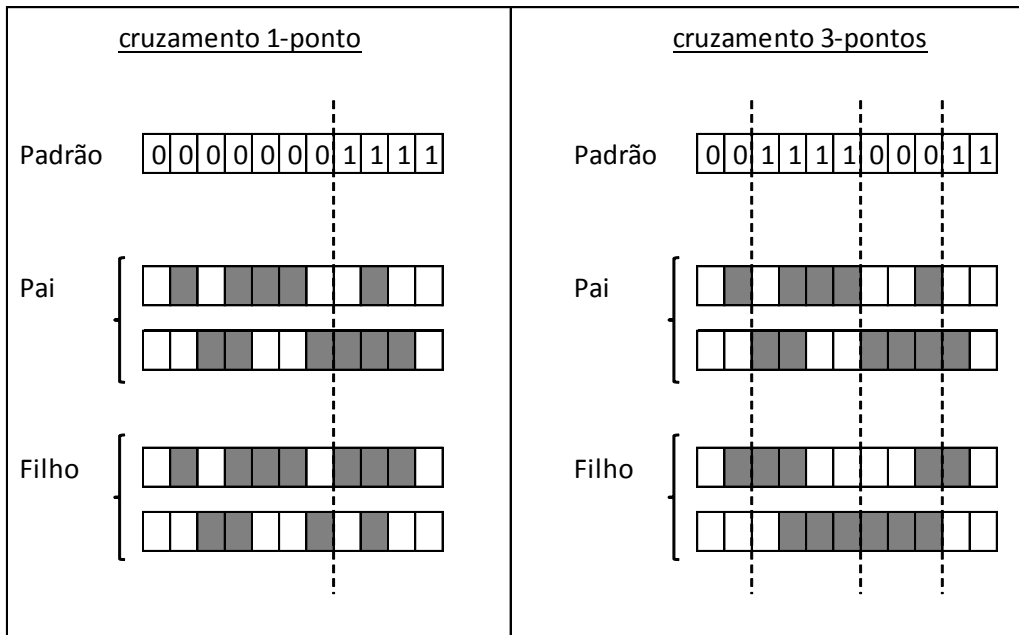 cruzamento 1-ponto
Padrão 0 0 0 0 0 0 0 1 1 1 1
Pai
Filho
cruzamento 3-pontos
Padrão 0 0 1 1 1 1 0 0 0 1 1
Pai
Filho